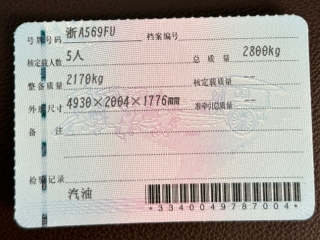 号牌号码 浙A569FU 档案编号
核定载人数 5人 总质量 2800kg
整备质量 2170kg 核定载质量 --
外廓尺寸 4930×2004×1776mm 准牵引总质量 --
备注
检验记录
汽油
*3340049787004*